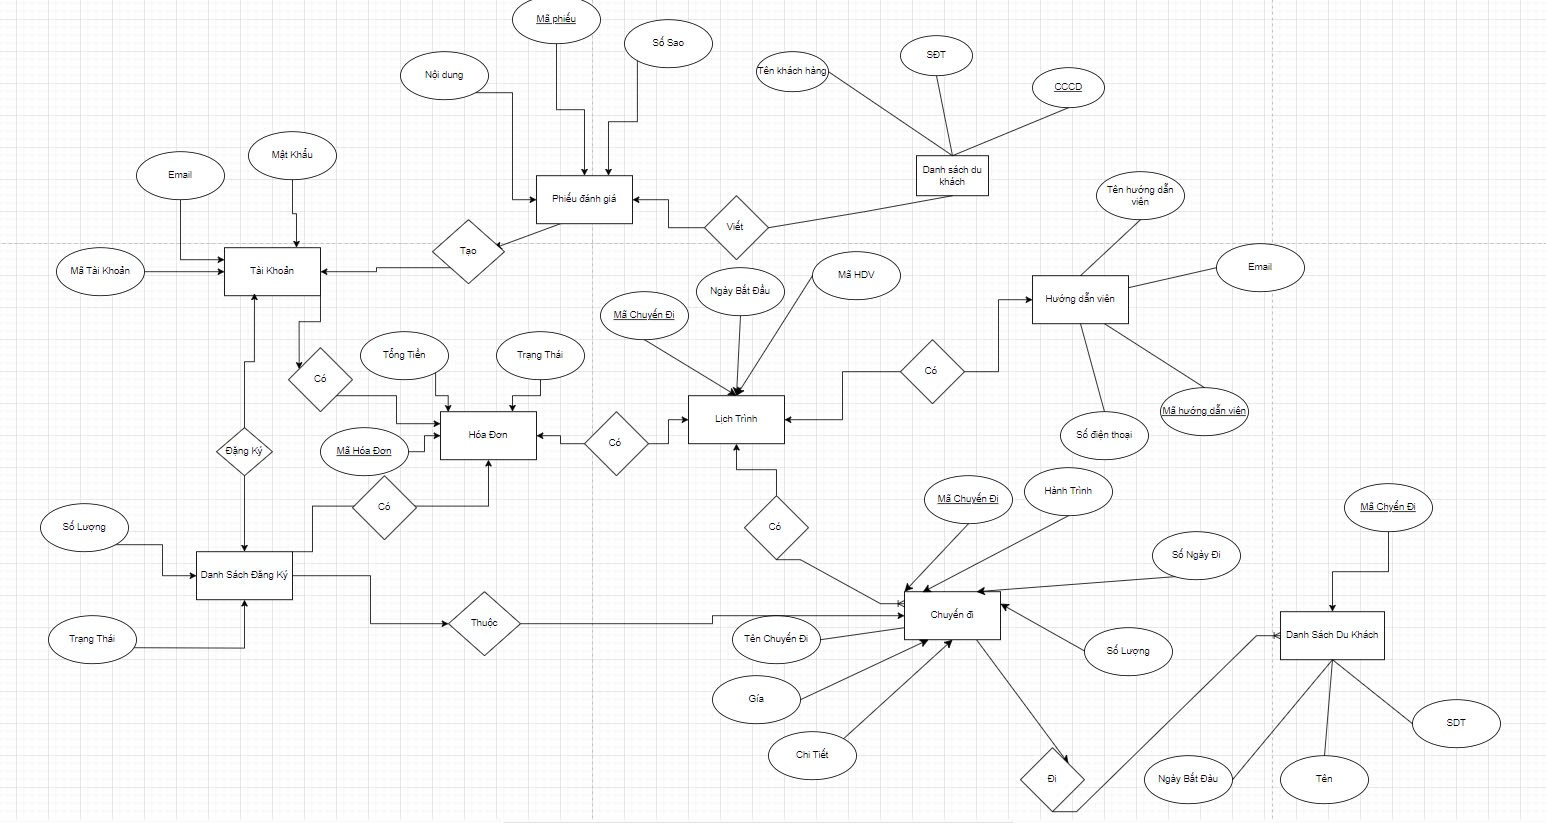 Mã phiếu
Số Sao
Nội dung
Tên khách hàng
SĐT
CCCD
Mật Khẩu
Email
Danh sách du
khách
Phiếu đánh giá
Tên hướng dẫn
viên
Viết
Tạo
Mã Tài Khoản
Tài Khoản
Mã HDV
Email
Ngày Bất Đầu
Hướng dẫn viên
Mã Chuyến Đi
Tổng Tiền
Trạng Thái
Có
Có
Lịch Trình
Mã hướng dẫn viên
Hóa Đơn
Số điện thoại
Có
Đăng Ký
Mã Hóa Đơn
Hành Trình
Mã Chuyến Đi
Có
Mã Chyến Đi
Số Lượng
Có
Số Ngày Đi
Danh Sách Đăng Ký
Chuyến đi
Thuộc
Danh Sách Du Khách
Trạng Thái
Tên Chuyến Đi
Số Lượng
Gía
SDT
Chi Tiết
Đi
Ngày Bất Đâu
Tên